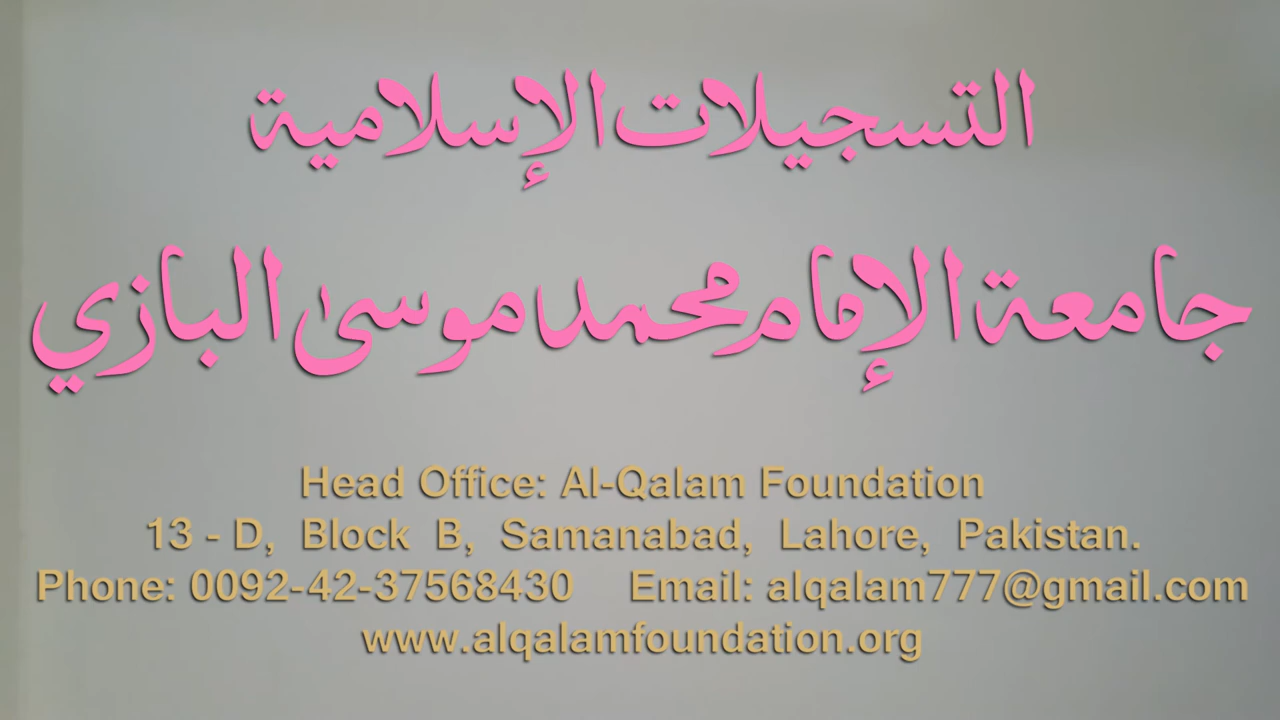 التسجيلات الإسلامية
جامعة الإمام محمد موسى البازي
Head Office: Al-Qalam Foundation
13 - D, Block B, Samanabad, Lahore, Pakistan.
Phone: 0092-42-37568430 Email: alqalam777@gmail.com
www.alqalamfoundation.org